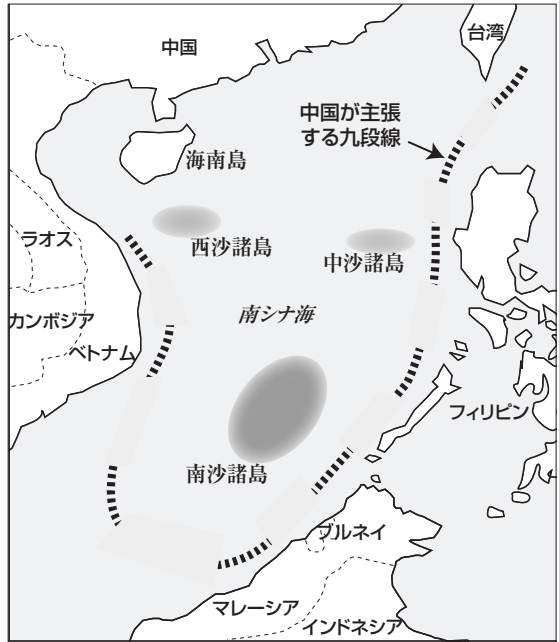 中国
台湾
中国が主張
する九段線
海南島
西沙諸島
中沙諸島
ラオス
南シナ海
カンボジア
ベトナム
フィリピン
南沙諸島
ブルネイ
マレーシア
インドネシア